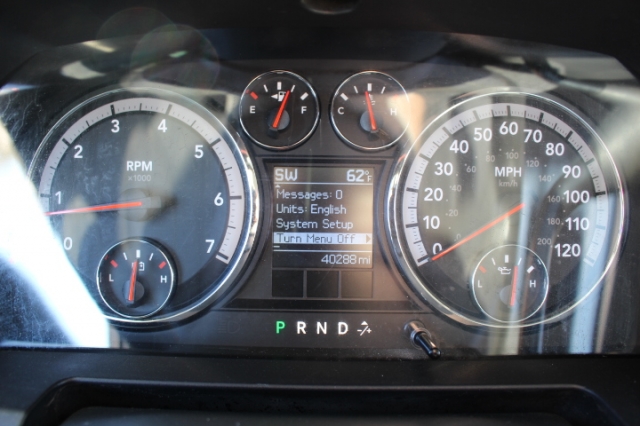 E F
C H
SW 62°F
Messages: 0
Units: English
System Setup
Turn Menu Off
40288 mi
0 1 2 3 4 5 6 7
RPM
x1000
L H
0 10 20 30 40 50 60 70 80 90 100 110 120
MPH
km/h
L H
P R N D